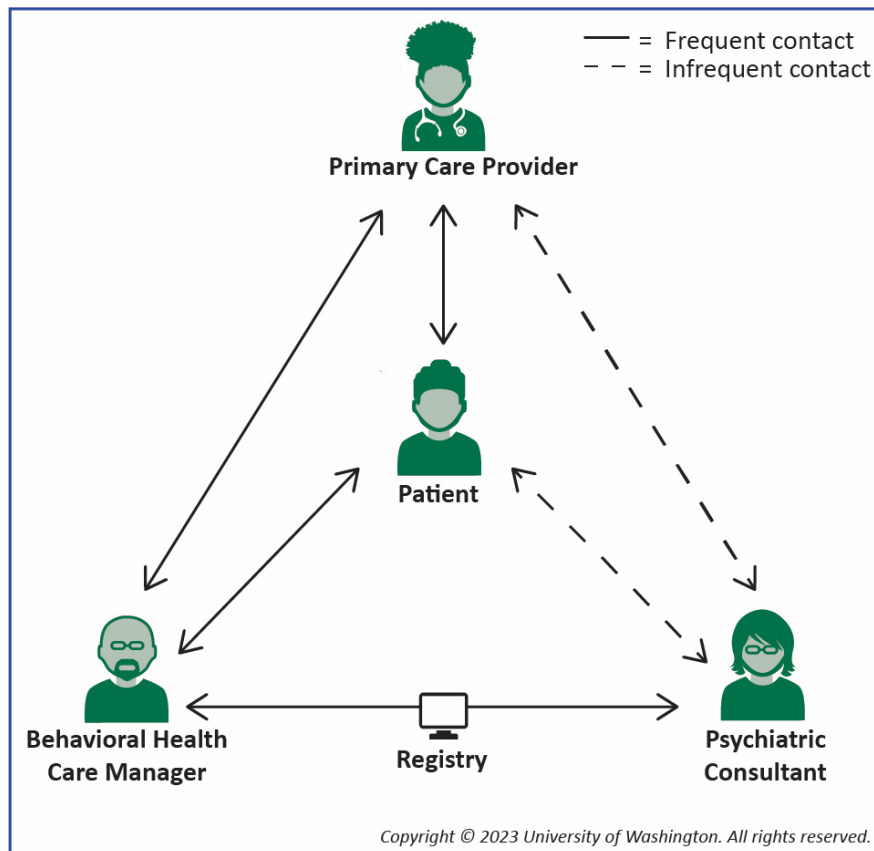 = Frequent contact
= Infrequent contact
Primary Care Provider
Patient
Behavioral Health
Care Manager
Registry
Psychiatric
Consultant
Copyright © 2023 University of Washington. All rights reserved.